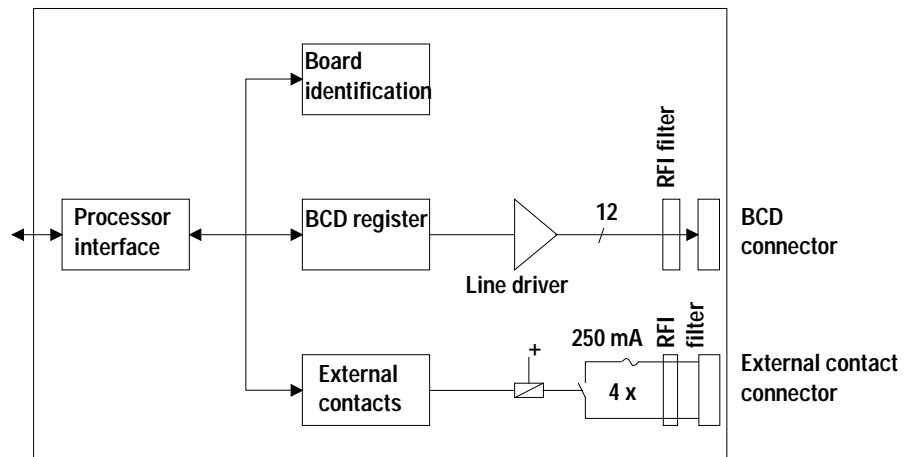 Board
identification
Processor
interface
BCD register
Line driver
12
RFI filter
BCD
connector
External
contacts
+
250 mA
4 x
RFI
filter
External contact
connector